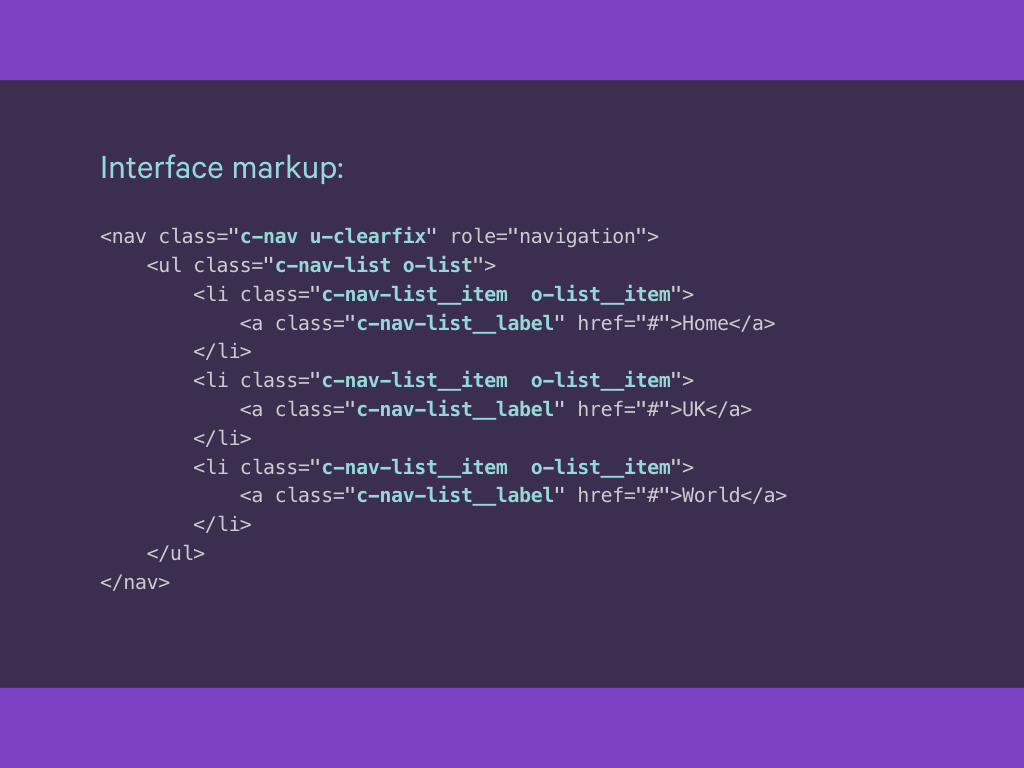 Interface markup:
<nav class="c-nav u-clearfix" role="navigation">
    <ul class="c-nav-list o-list">
        <li class="c-nav-list__item  o-list__item">
            <a class="c-nav-list__label" href="#">Home</a>
        </li>
        <li class="c-nav-list__item  o-list__item">
            <a class="c-nav-list__label" href="#">UK</a>
        </li>
        <li class="c-nav-list__item  o-list__item">
            <a class="c-nav-list__label" href="#">World</a>
        </li>
    </ul>
</nav>